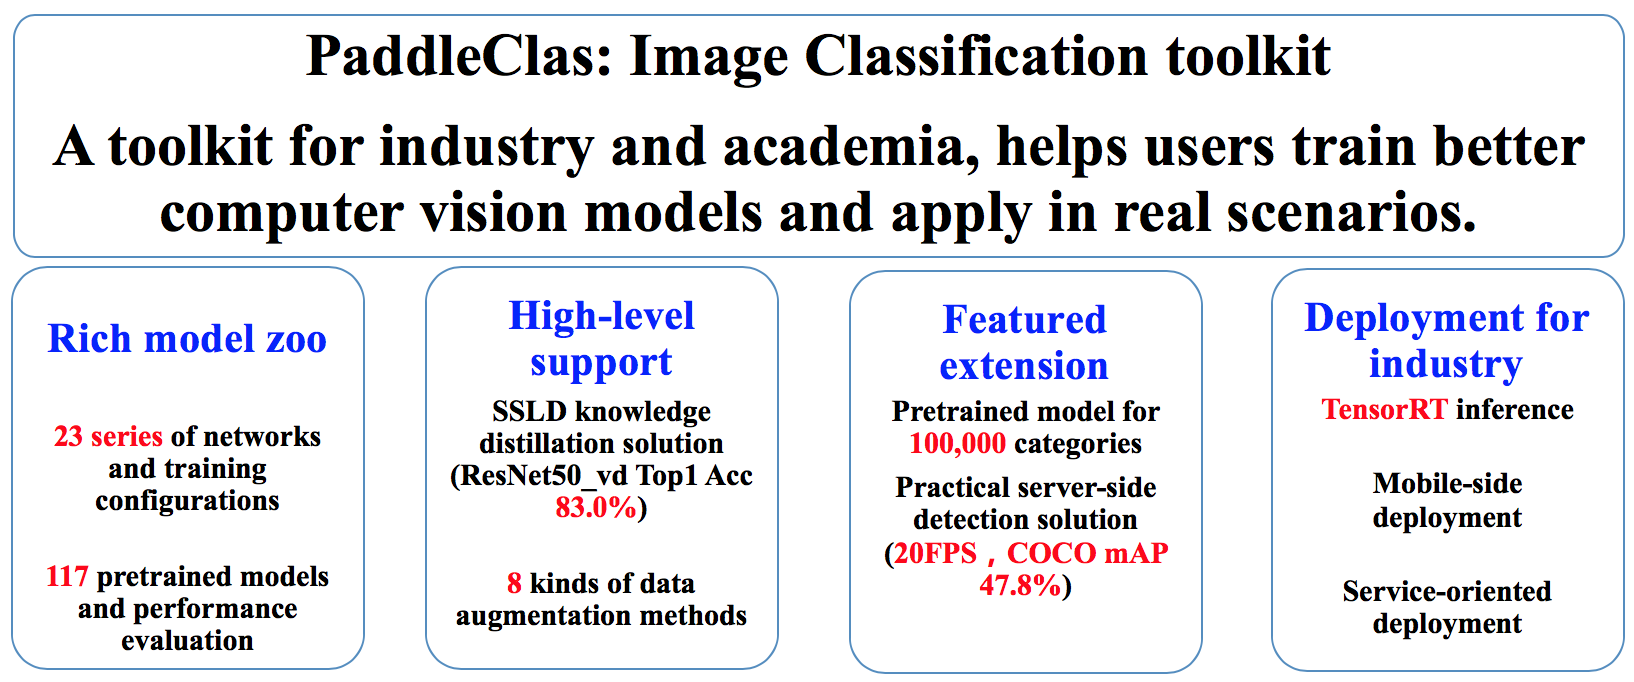 PaddleClas: Image Classification toolkit
A toolkit for industry and academia, helps users train better
computer vision models and apply in real scenarios.
Rich model zoo
23 series of networks
and training
configurations
117 pretrained models
and performance
evaluation
High-level
support
SSLD knowledge
distillation solution
(ResNet50_vd Top1 Acc
83.0%)
8 kinds of data
augmentation methods
Featured
extension
Pretrained model for
100,000 categories
Practical server-side
detection solution
(20FPS，COCO mAP
47.8%)
Deployment for
industry
TensorRT inference
Mobile-side
deployment
Service-oriented
deployment